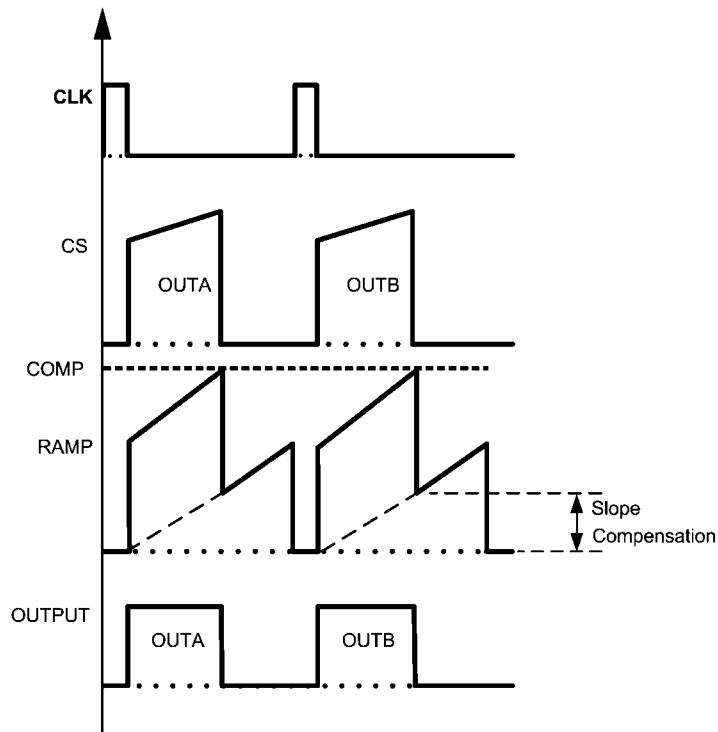 CLK
CS
OUTA
OUTB
COMP
RAMP
Slope
Compensation
OUTPUT
OUTA
OUTB